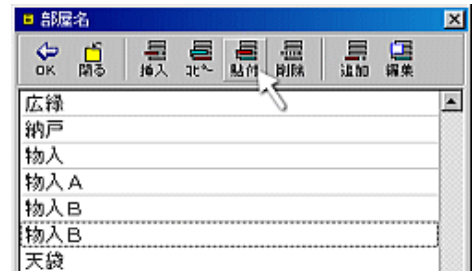 部屋名
OK 閉る 挿入 コピー 貼付 削除 追加 編集
広縁
納戸
物入
物入A
物入B
物入B
天袋